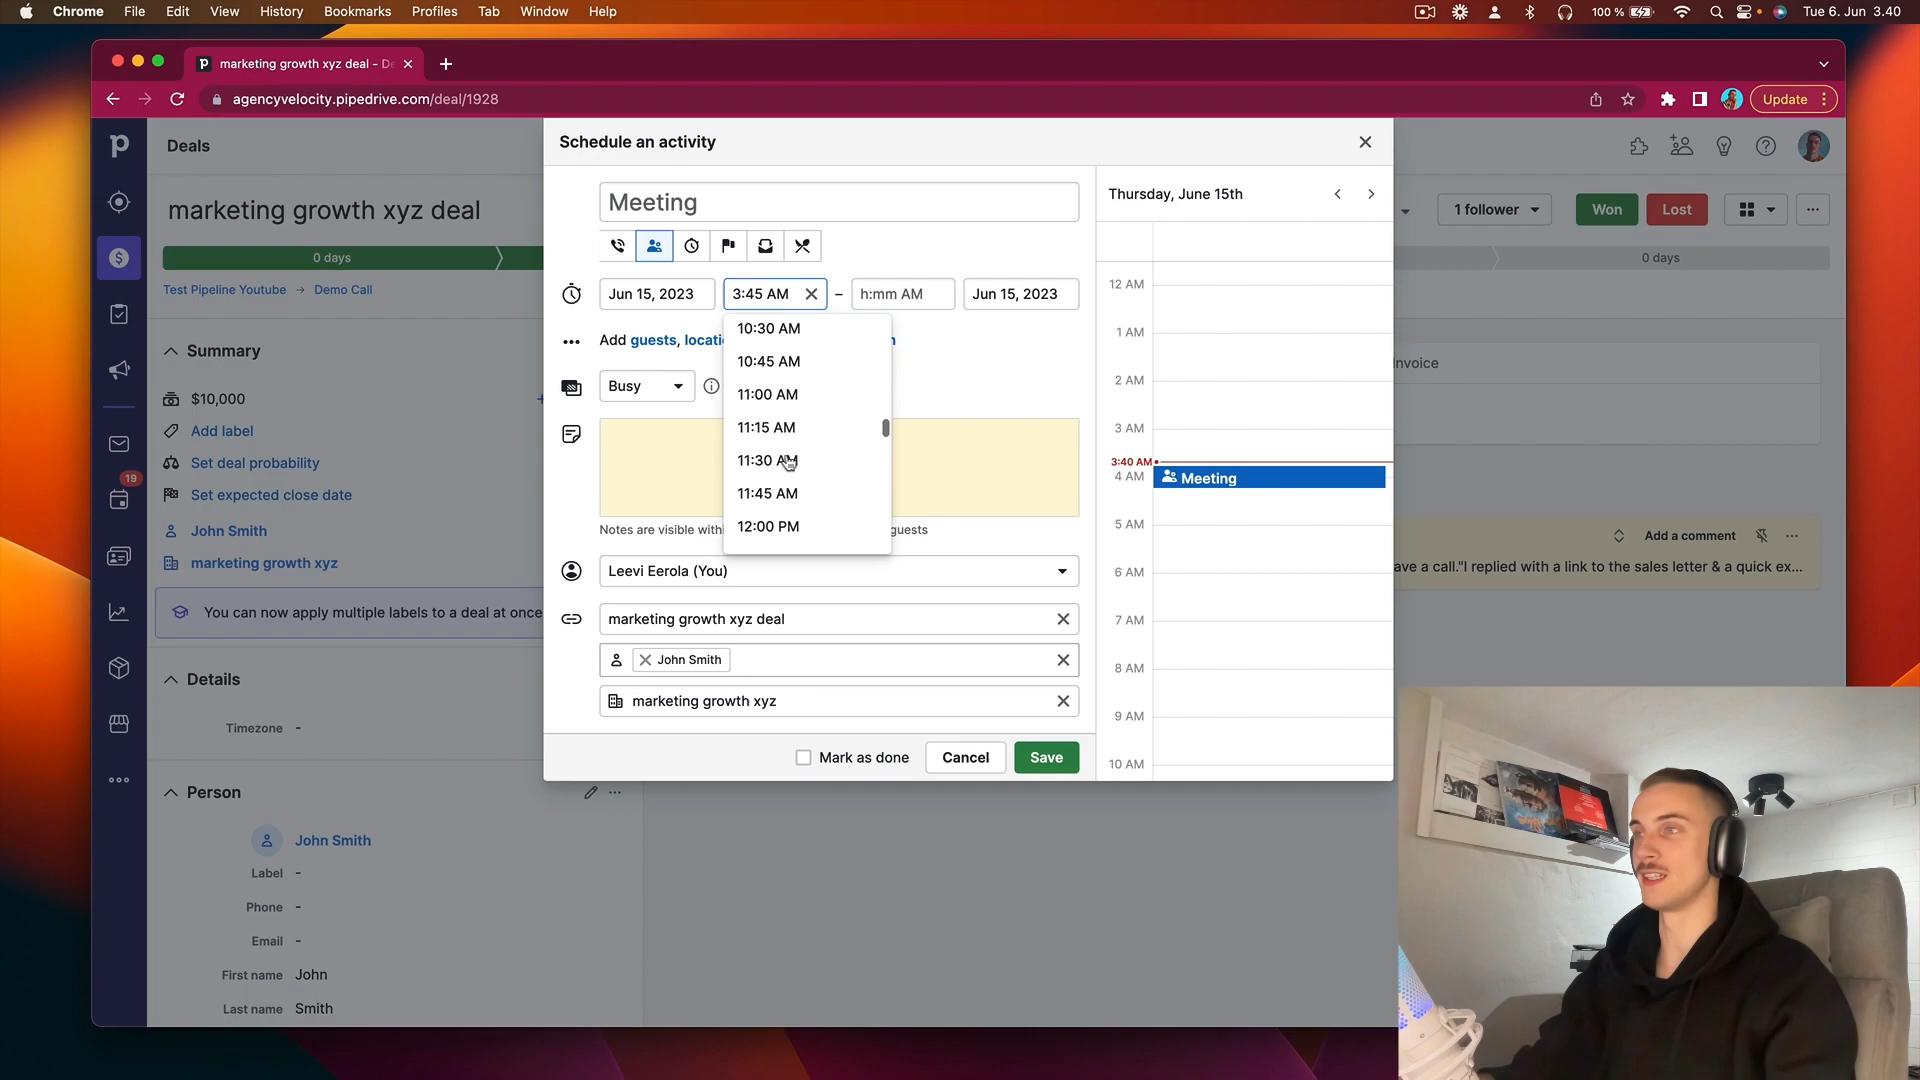 Chrome File Edit View History Bookmarks Profiles Tab Window Help 100 % Tue 6. Jun 3.40
marketing growth xyz deal - De
agencyvelocity.pipedrive.com/deal/1928 Update
Deals
marketing growth xyz deal
0 days
Test Pipeline Youtube → Demo Call
Summary
$10,000
Add label
Set deal probability
Set expected close date
19
John Smith
marketing growth xyz
You can now apply multiple labels to a deal at once
Details
Timezone -
Person
John Smith
Label -
Phone -
Email -
First name John
Last name Smith
Schedule an activity
Meeting
Jun 15, 2023 3:45 AM – h:mm AM Jun 15, 2023
Add guests, locati
10:30 AM
10:45 AM
11:00 AM
11:15 AM
11:30 AM
11:45 AM
12:00 PM
Busy
Notes are visible with guests
Leevi Eerola (You)
marketing growth xyz deal
John Smith
marketing growth xyz
Mark as done Cancel Save
Thursday, June 15th
12 AM
1 AM
2 AM
3 AM
3:40 AM
4 AM Meeting
5 AM
6 AM
7 AM
8 AM
9 AM
10 AM
1 follower Won Lost
0 days
Invoice
Add a comment
ave a call."I replied with a link to the sales letter & a quick ex...